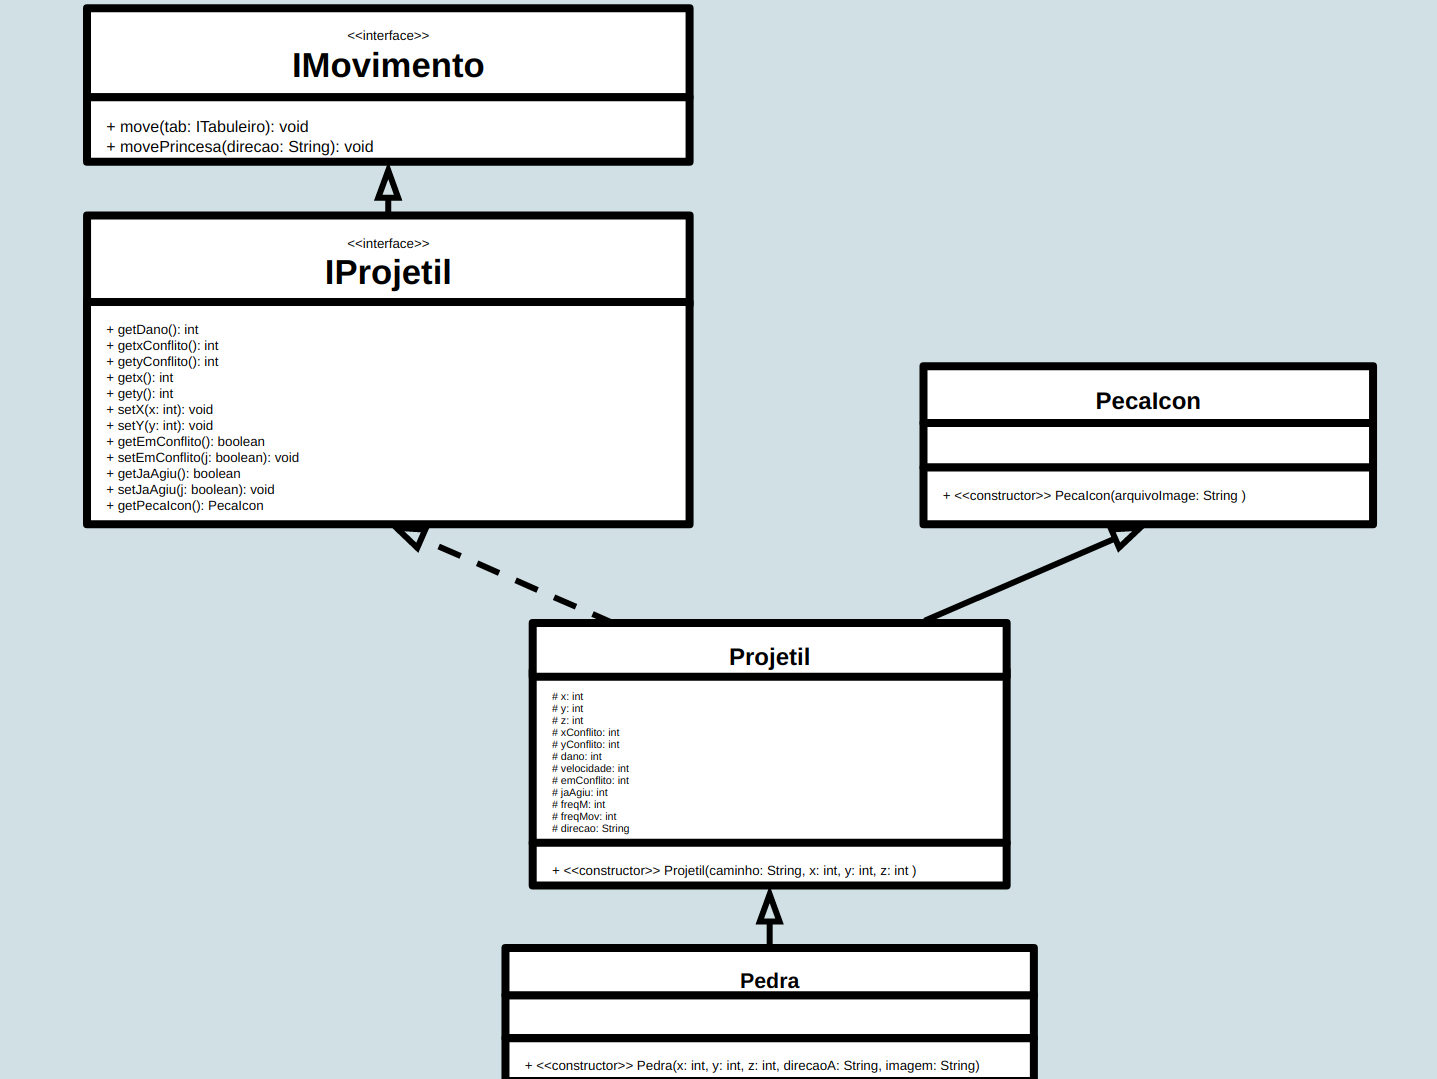 <<interface>>
IMovimento
+ move(tab: ITabuleiro): void
+ movePrincesa(direcao: String): void
<<interface>>
IProjetil
+ getDano(): int
+ getxConflito(): int
+ getyConflito(): int
+ getx(): int
+ gety(): int
+ setX(x: int): void
+ setY(y: int): void
+ getEmConflito(): boolean
+ setEmConflito(j: boolean): void
+ getJaAgiu(): boolean
+ setJaAgiu(j: boolean): void
+ getPecaIcon(): PecaIcon
PecaIcon
+ <<constructor>> PecaIcon(arquivoImage: String )
Projetil
# x: int
# y: int
# z: int
# xConflito: int
# yConflito: int
# dano: int
# velocidade: int
# emConflito: int
# jaAgiu: int
# freqM: int
# freqMov: int
# direcao: String
+ <<constructor>> Projetil(caminho: String, x: int, y: int, z: int )
Pedra
+ <<constructor>> Pedra(x: int, y: int, z: int, direcaoA: String, imagem: String)